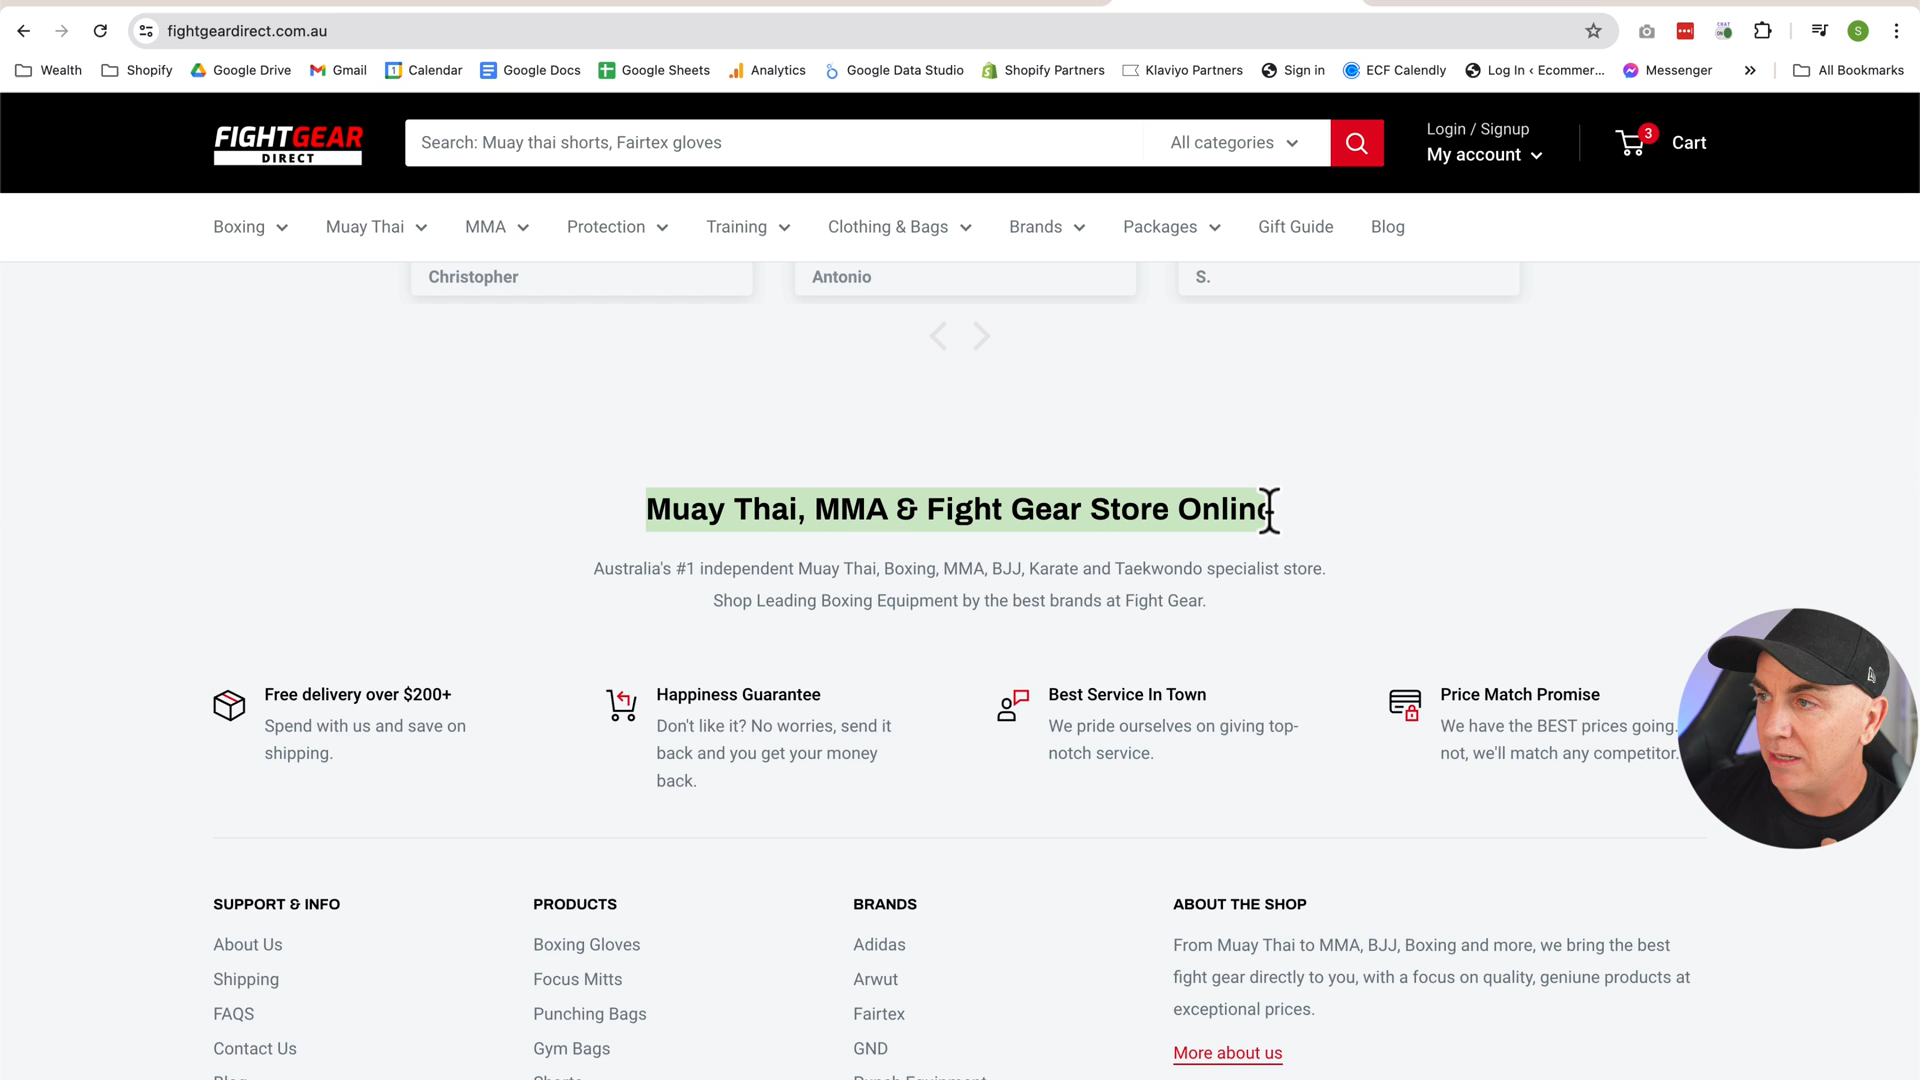 fightgeardirect.com.au
CHAT
ON
S
Wealth
Shopify
Google Drive
Gmail
1
Calendar
Google Docs
Google Sheets
Analytics
Google Data Studio
Shopify Partners
Klaviyo Partners
Sign in
ECF Calendly
Log In ‹ Ecommer...
Messenger
All Bookmarks
FIGHTGEAR
DIRECT
Search: Muay thai shorts, Fairtex gloves
All categories
Login / Signup
My account
3
Cart
Boxing
Muay Thai
MMA
Protection
Training
Clothing & Bags
Brands
Packages
Gift Guide
Blog
Christopher
Antonio
S.
Muay Thai, MMA & Fight Gear Store Online
Australia's #1 independent Muay Thai, Boxing, MMA, BJJ, Karate and Taekwondo specialist store.
Shop Leading Boxing Equipment by the best brands at Fight Gear.
Free delivery over $200+
Spend with us and save on
shipping.
Happiness Guarantee
Don't like it? No worries, send it
back and you get your money
back.
Best Service In Town
We pride ourselves on giving top-
notch service.
Price Match Promise
We have the BEST prices going.
not, we'll match any competitor.
SUPPORT & INFO
About Us
Shipping
FAQS
Contact Us
PRODUCTS
Boxing Gloves
Focus Mitts
Punching Bags
Gym Bags
BRANDS
Adidas
Arwut
Fairtex
GND
ABOUT THE SHOP
From Muay Thai to MMA, BJJ, Boxing and more, we bring the best
fight gear directly to you, with a focus on quality, geniune products at
exceptional prices.
More about us